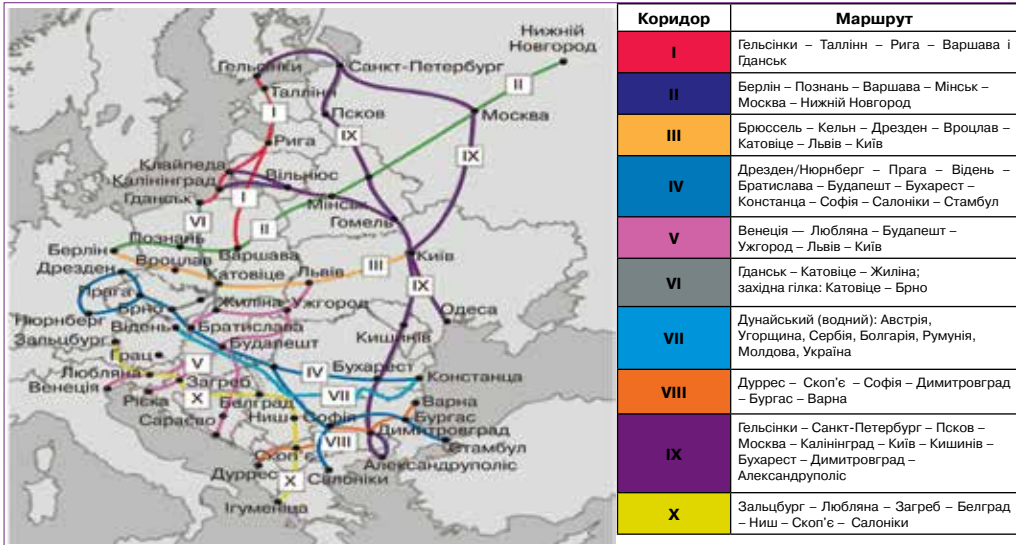 Нижній
Новгород
Гельсінки
Санкт-Петербург
II
Таллінн
I
Псков
Москва
IX
IX
Рига
Клайпеда
Калінінград
Вільнюс
Гданськ
I
Мінськ
VI
Гомель
II
Берлін
Познань
Варшава
Київ
Дрезден
Вроцлав
Катовіце
Львів
III
Прага
Жиліна
Ужгород
IX
Нюрнберг
Брно
Одеса
Зальцбург
Відень
Братислава
Кишинів
Грац
Будапешт
Любляна
V
Бухарест
Венеція
Загреб
IV
Констанца
Рієка
X
Белград
VII
Варна
Сараєво
Ниш
Софія
Бургас
Димитровград
VIII
Стамбул
Скоп'є
Дуррес
Салоніки
Александруполіс
X
Ігуменіца
Коридор
Маршрут
I
Гельсінки – Таллінн – Рига – Варшава і
Гданськ
II
Берлін – Познань – Варшава – Мінськ –
Москва – Нижній Новгород
III
Брюссель – Кельн – Дрезден – Вроцлав –
Катовіце – Львів – Київ
IV
Дрезден/Нюрнберг – Прага – Відень –
Братислава – Будапешт – Бухарест –
Констанца – Софія – Салоніки – Стамбул
V
Венеція — Любляна – Будапешт –
Ужгород – Львів – Київ
VI
Гданськ – Катовіце – Жиліна;
західна гілка: Катовіце – Брно
VII
Дунайський (водний): Австрія,
Угорщина, Сербія, Болгарія, Румунія,
Молдова, Україна
VIII
Дуррес – Скоп'є – Софія – Димитровград
– Бургас – Варна
IX
Гельсінки – Санкт-Петербург – Псков –
Москва – Калінінград – Київ – Кишинів –
Бухарест – Димитровград –
Александруполіс
X
Зальцбург – Любляна – Загреб – Белград
– Ниш – Скоп'є – Салоніки